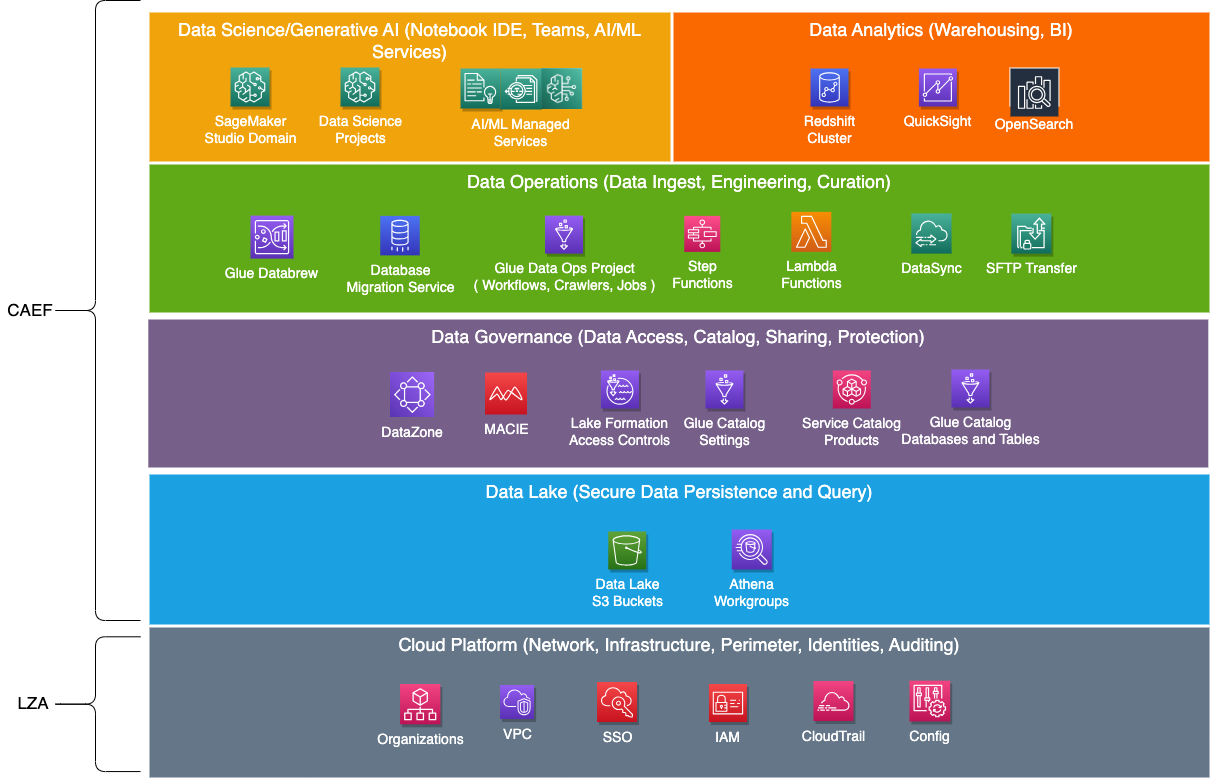 Data Science/Generative AI (Notebook IDE, Teams, AI/ML
Services)
SageMaker
Studio Domain
Data Science
Projects
AI/ML Managed
Services
Data Analytics (Warehousing, BI)
Redshift
Cluster
QuickSight
OpenSearch
Data Operations (Data Ingest, Engineering, Curation)
Glue Databrew
Database
Migration Service
Glue Data Ops Project
( Workflows, Crawlers, Jobs )
Step
Functions
Lambda
Functions
DataSync
SFTP Transfer
CAEF
Data Governance (Data Access, Catalog, Sharing, Protection)
DataZone
MACIE
Lake Formation
Access Controls
Glue Catalog
Settings
Service Catalog
Products
Glue Catalog
Databases and Tables
Data Lake (Secure Data Persistence and Query)
Data Lake
S3 Buckets
Athena
Workgroups
LZA
Cloud Platform (Network, Infrastructure, Perimeter, Identities, Auditing)
Organizations
VPC
SSO
IAM
CloudTrail
Config